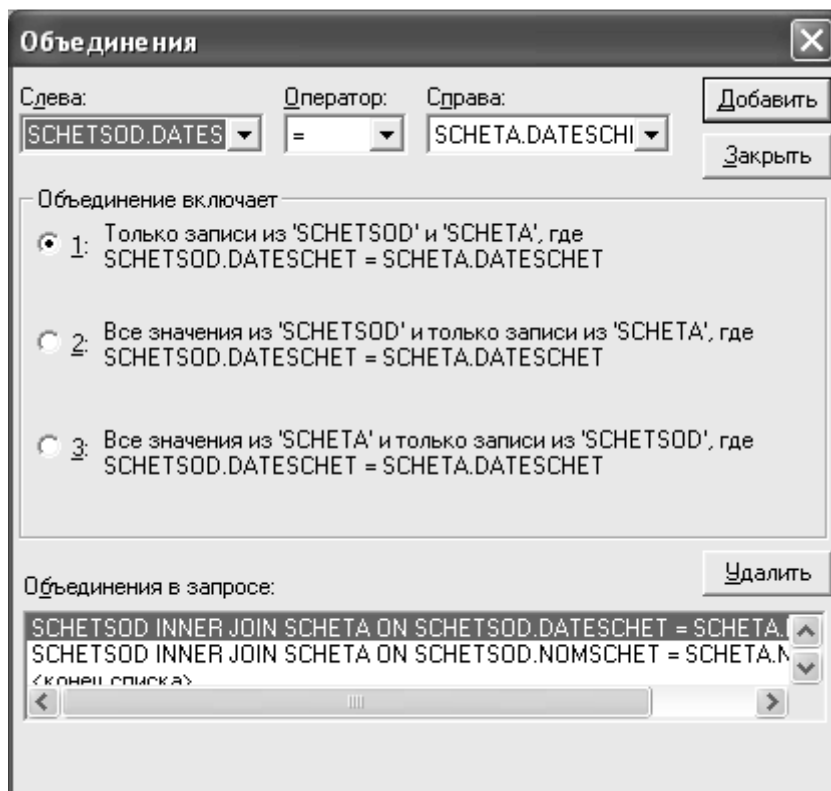 Объединения
Слева: Оператор: Справа: Добавить
SCHETSOD.DATES = SCHETA.DATESCHI
Закрыть
Объединение включает
1: Только записи из 'SCHETSOD' и 'SCHETA', где
SCHETSOD.DATESCHET = SCHETA.DATESCHET
2: Все значения из 'SCHETSOD' и только записи из 'SCHETA', где
SCHETSOD.DATESCHET = SCHETA.DATESCHET
3: Все значения из 'SCHETA' и только записи из 'SCHETSOD', где
SCHETSOD.DATESCHET = SCHETA.DATESCHET
Удалить
Объединения в запросе:
SCHETSOD INNER JOIN SCHETA ON SCHETSOD.DATESCHET = SCHETA.
SCHETSOD INNER JOIN SCHETA ON SCHETSOD.NOMSCHET = SCHETA.N
<конец списка>